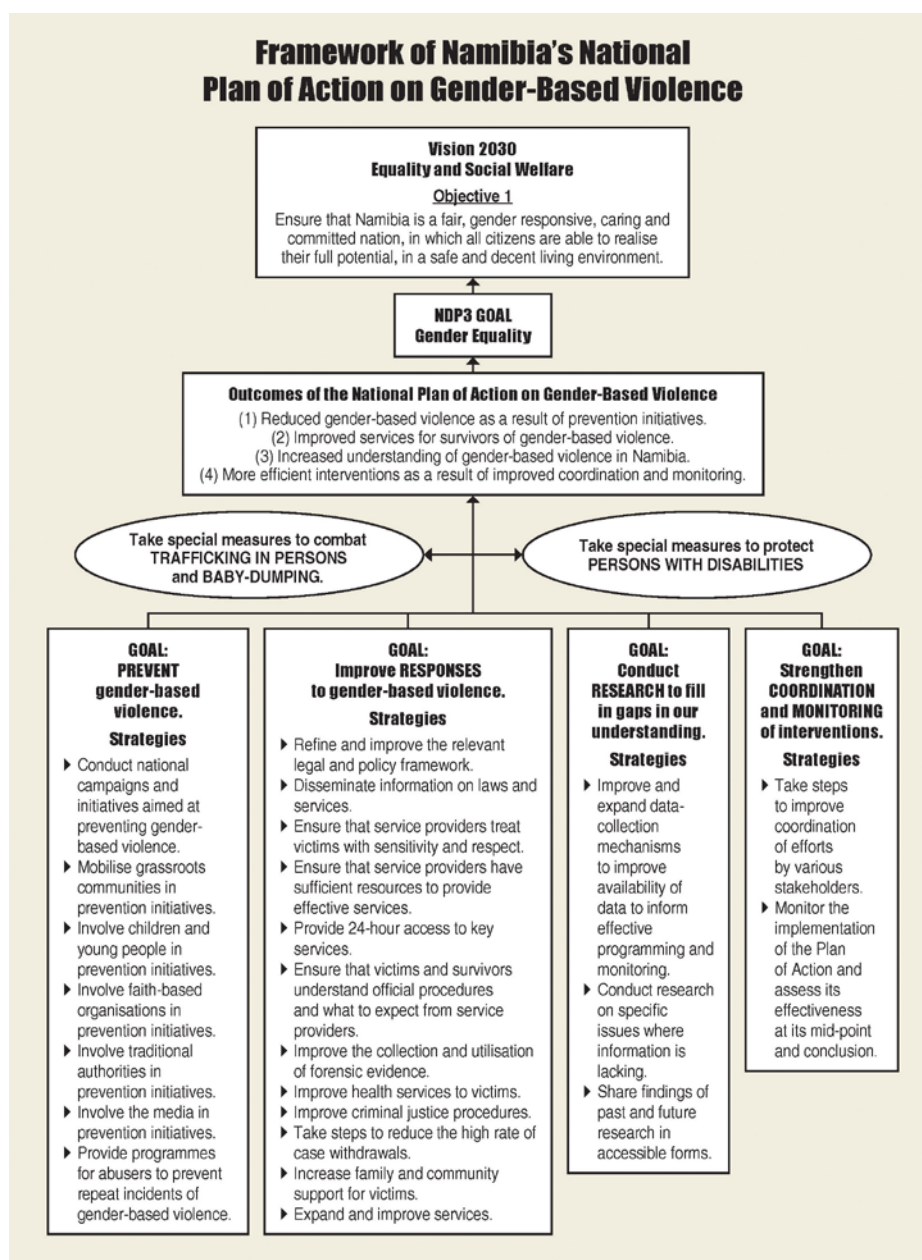 Framework of Namibia's National
Plan of Action on Gender-Based Violence
Vision 2030
Equality and Social Welfare
Objective 1
Ensure that Namibia is a fair, gender responsive, caring and
committed nation, in which all citizens are able to realise
their full potential, in a safe and decent living environment.
NDP3 GOAL
Gender Equality
Outcomes of the National Plan of Action on Gender-Based Violence
(1) Reduced gender-based violence as a result of prevention initiatives.
(2) Improved services for survivors of gender-based violence.
(3) Increased understanding of gender-based violence in Namibia.
(4) More efficient interventions as a result of improved coordination and monitoring.
Take special measures to combat
TRAFFICKING IN PERSONS
and BABY-DUMPING.
Take special measures to protect
PERSONS WITH DISABILITIES
GOAL:
PREVENT
gender-based
violence.
Strategies
Conduct national
campaigns and
initiatives aimed at
preventing gender-
based violence.
Mobilise grassroots
communities in
prevention initiatives.
Involve children and
young people in
prevention initiatives.
Involve faith-based
organisations in
prevention initiatives.
Involve traditional
authorities in
prevention initiatives.
Involve the media in
prevention initiatives.
Provide programmes
for abusers to prevent
repeat incidents of
gender-based violence.
GOAL:
Improve RESPONSES
to gender-based violence.
Strategies
Refine and improve the relevant
legal and policy framework.
Disseminate information on laws and
services.
Ensure that service providers treat
victims with sensitivity and respect.
Ensure that service providers have
sufficient resources to provide
effective services.
Provide 24-hour access to key
services.
Ensure that victims and survivors
understand official procedures
and what to expect from service
providers.
Improve the collection and utilisation
of forensic evidence.
Improve health services to victims.
Improve criminal justice procedures.
Take steps to reduce the high rate of
case withdrawals.
Increase family and community
support for victims.
Expand and improve services.
GOAL:
Conduct
RESEARCH to fill
in gaps in our
understanding.
Strategies
Improve and
expand data-
collection
mechanisms
to improve
availability of
data to inform
effective
programming and
monitoring.
Conduct research
on specific
issues where
information is
lacking.
Share findings of
past and future
research in
accessible forms.
GOAL:
Strengthen
COORDINATION
and MONITORING
of interventions.
Strategies
Take steps
to improve
coordination
of efforts
by various
stakeholders.
Monitor the
implementation
of the Plan
of Action and
assess its
effectiveness
at its mid-point
and conclusion.